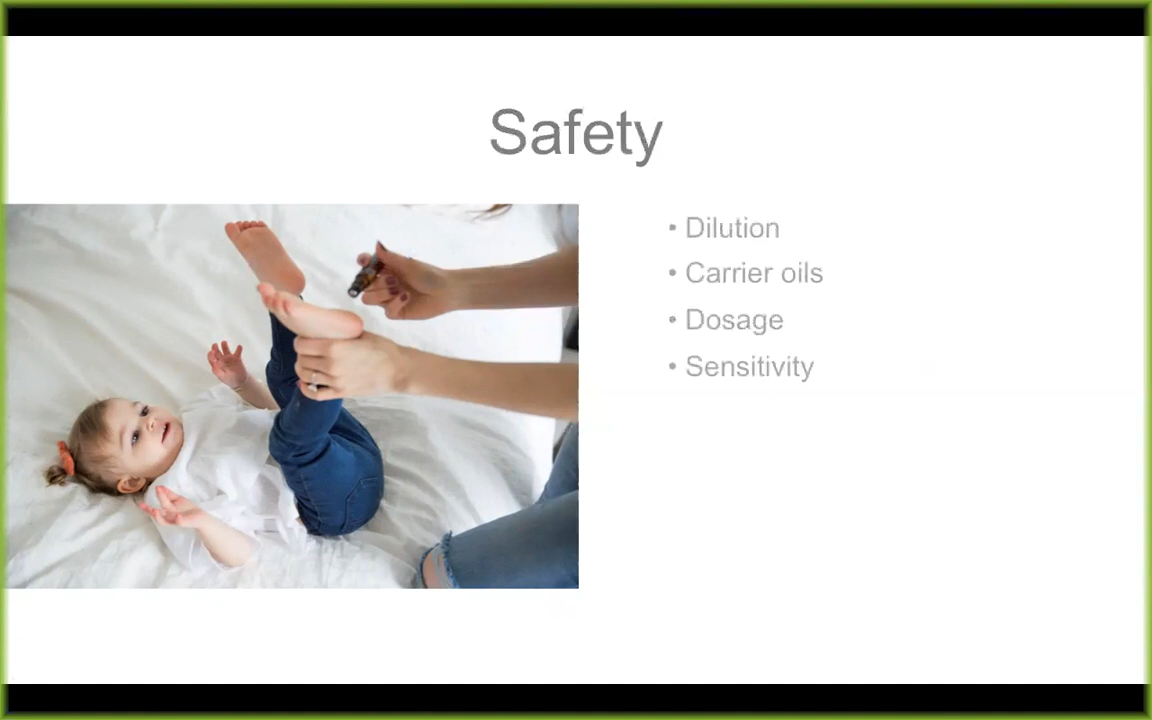 Safety
• Dilution
• Carrier oils
• Dosage
• Sensitivity